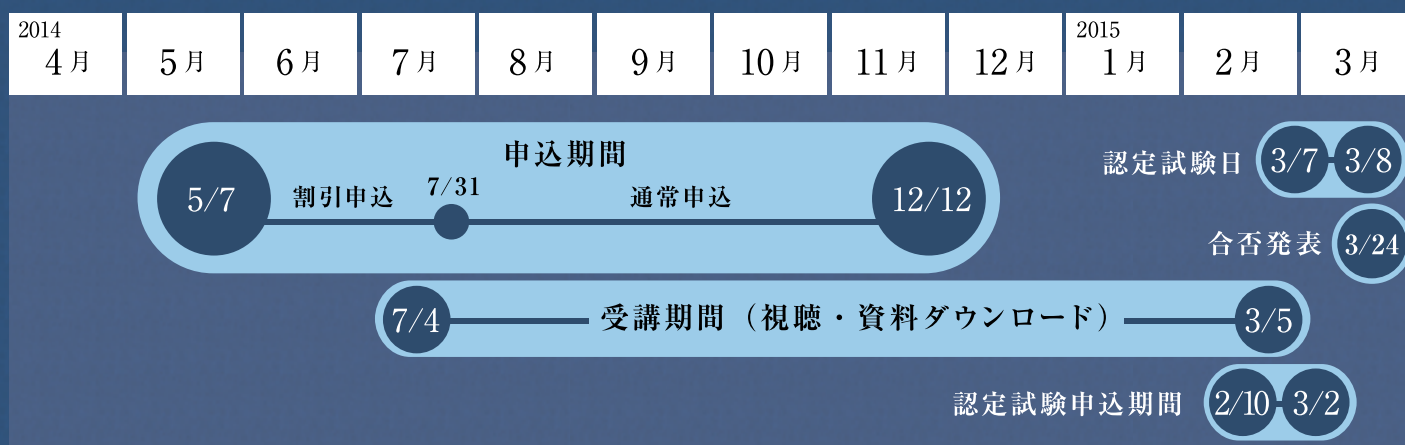 2014
4月 5月 6月 7月 8月 9月 10月 11月 12月
2015
1月 2月 3月
申込期間
5/7 割引申込 7/31 通常申込 12/12
認定試験日 3/7 3/8
合否発表 3/24
7/4 受講期間（視聴・資料ダウンロード） 3/5
認定試験申込期間 2/10 3/2